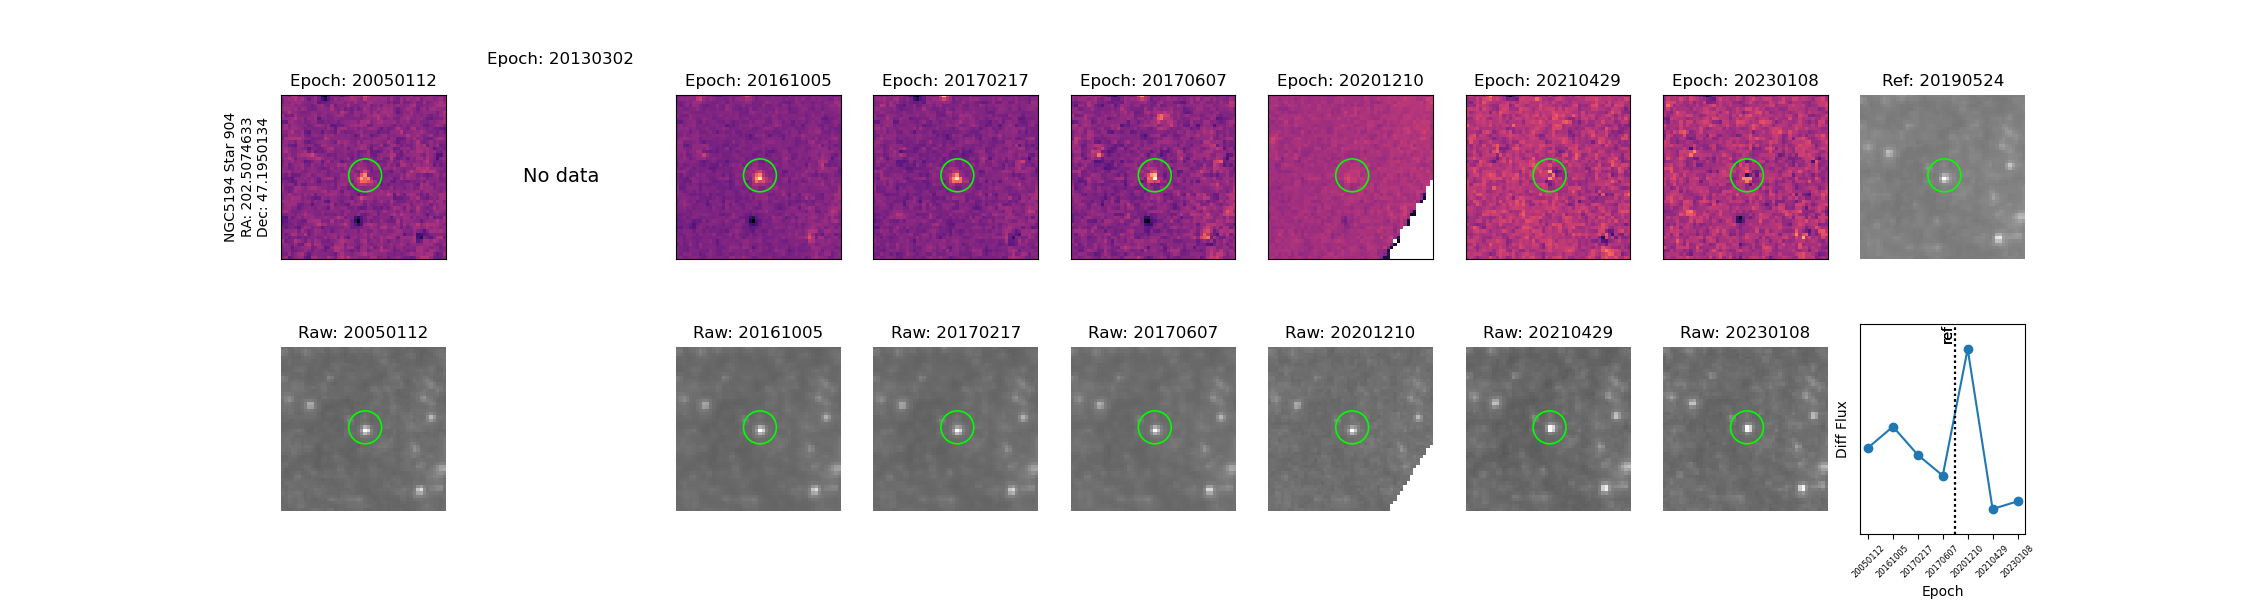 Epoch: 20130302
Epoch: 20050112
Epoch: 20161005
Epoch: 20170217
Epoch: 20170607
Epoch: 20201210
Epoch: 20210429
Epoch: 20230108
Ref: 20190524
NGC5194 Star 904
RA: 202.5074633
Dec: 47.1950134
No data
Raw: 20050112
Raw: 20161005
Raw: 20170217
Raw: 20170607
Raw: 20201210
Raw: 20210429
Raw: 20230108
ref
Diff Flux
20050112
20161005
20170217
20170607
20201210
20210429
20230108
Epoch